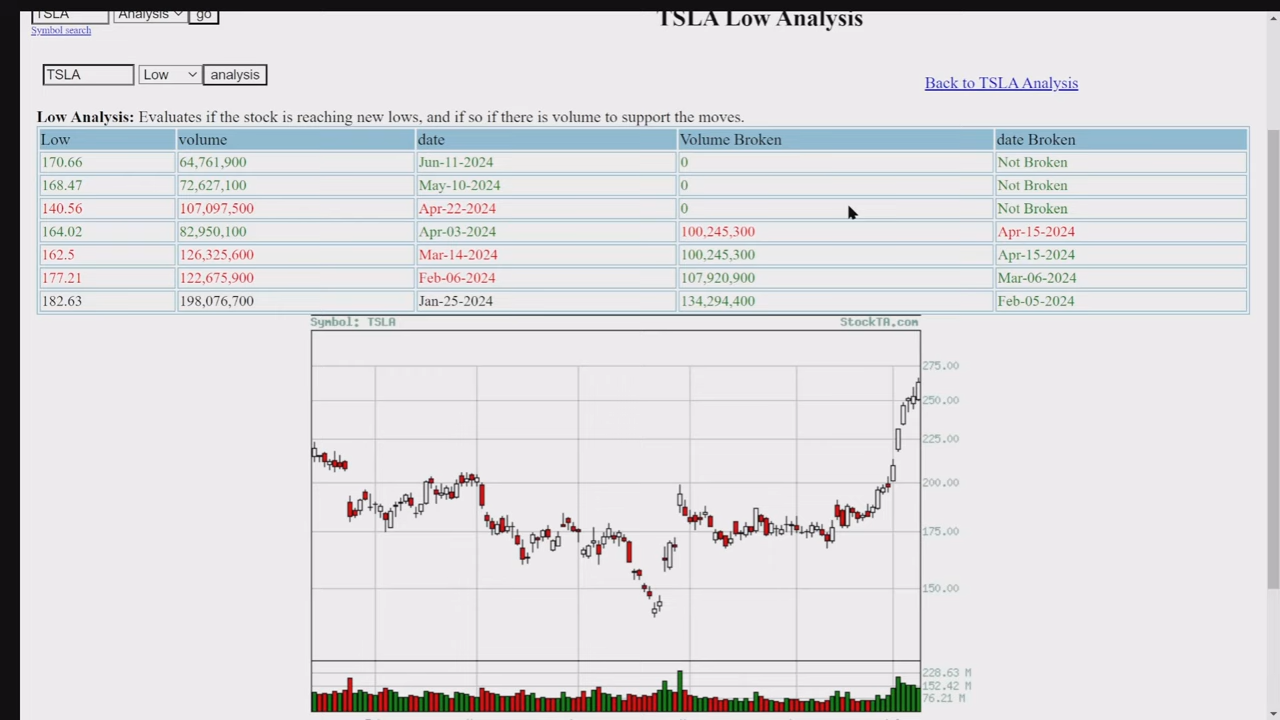 TSLA Analysis go
TSLA Low Analysis
Symbol search
TSLA Low analysis
Back to TSLA Analysis
Low Analysis: Evaluates if the stock is reaching new lows, and if so if there is volume to support the moves.
Low volume date Volume Broken date Broken
170.66 64,761,900 Jun-11-2024 0 Not Broken
168.47 72,627,100 May-10-2024 0 Not Broken
140.56 107,097,500 Apr-22-2024 0 Not Broken
164.02 82,950,100 Apr-03-2024 100,245,300 Apr-15-2024
162.5 126,325,600 Mar-14-2024 100,245,300 Apr-15-2024
177.21 122,675,900 Feb-06-2024 107,920,900 Mar-06-2024
182.63 198,076,700 Jan-25-2024 134,294,400 Feb-05-2024
Symbol: TSLA StockTA.com
275.00
250.00
225.00
200.00
175.00
150.00
228.63 M
152.42 M
76.21 M